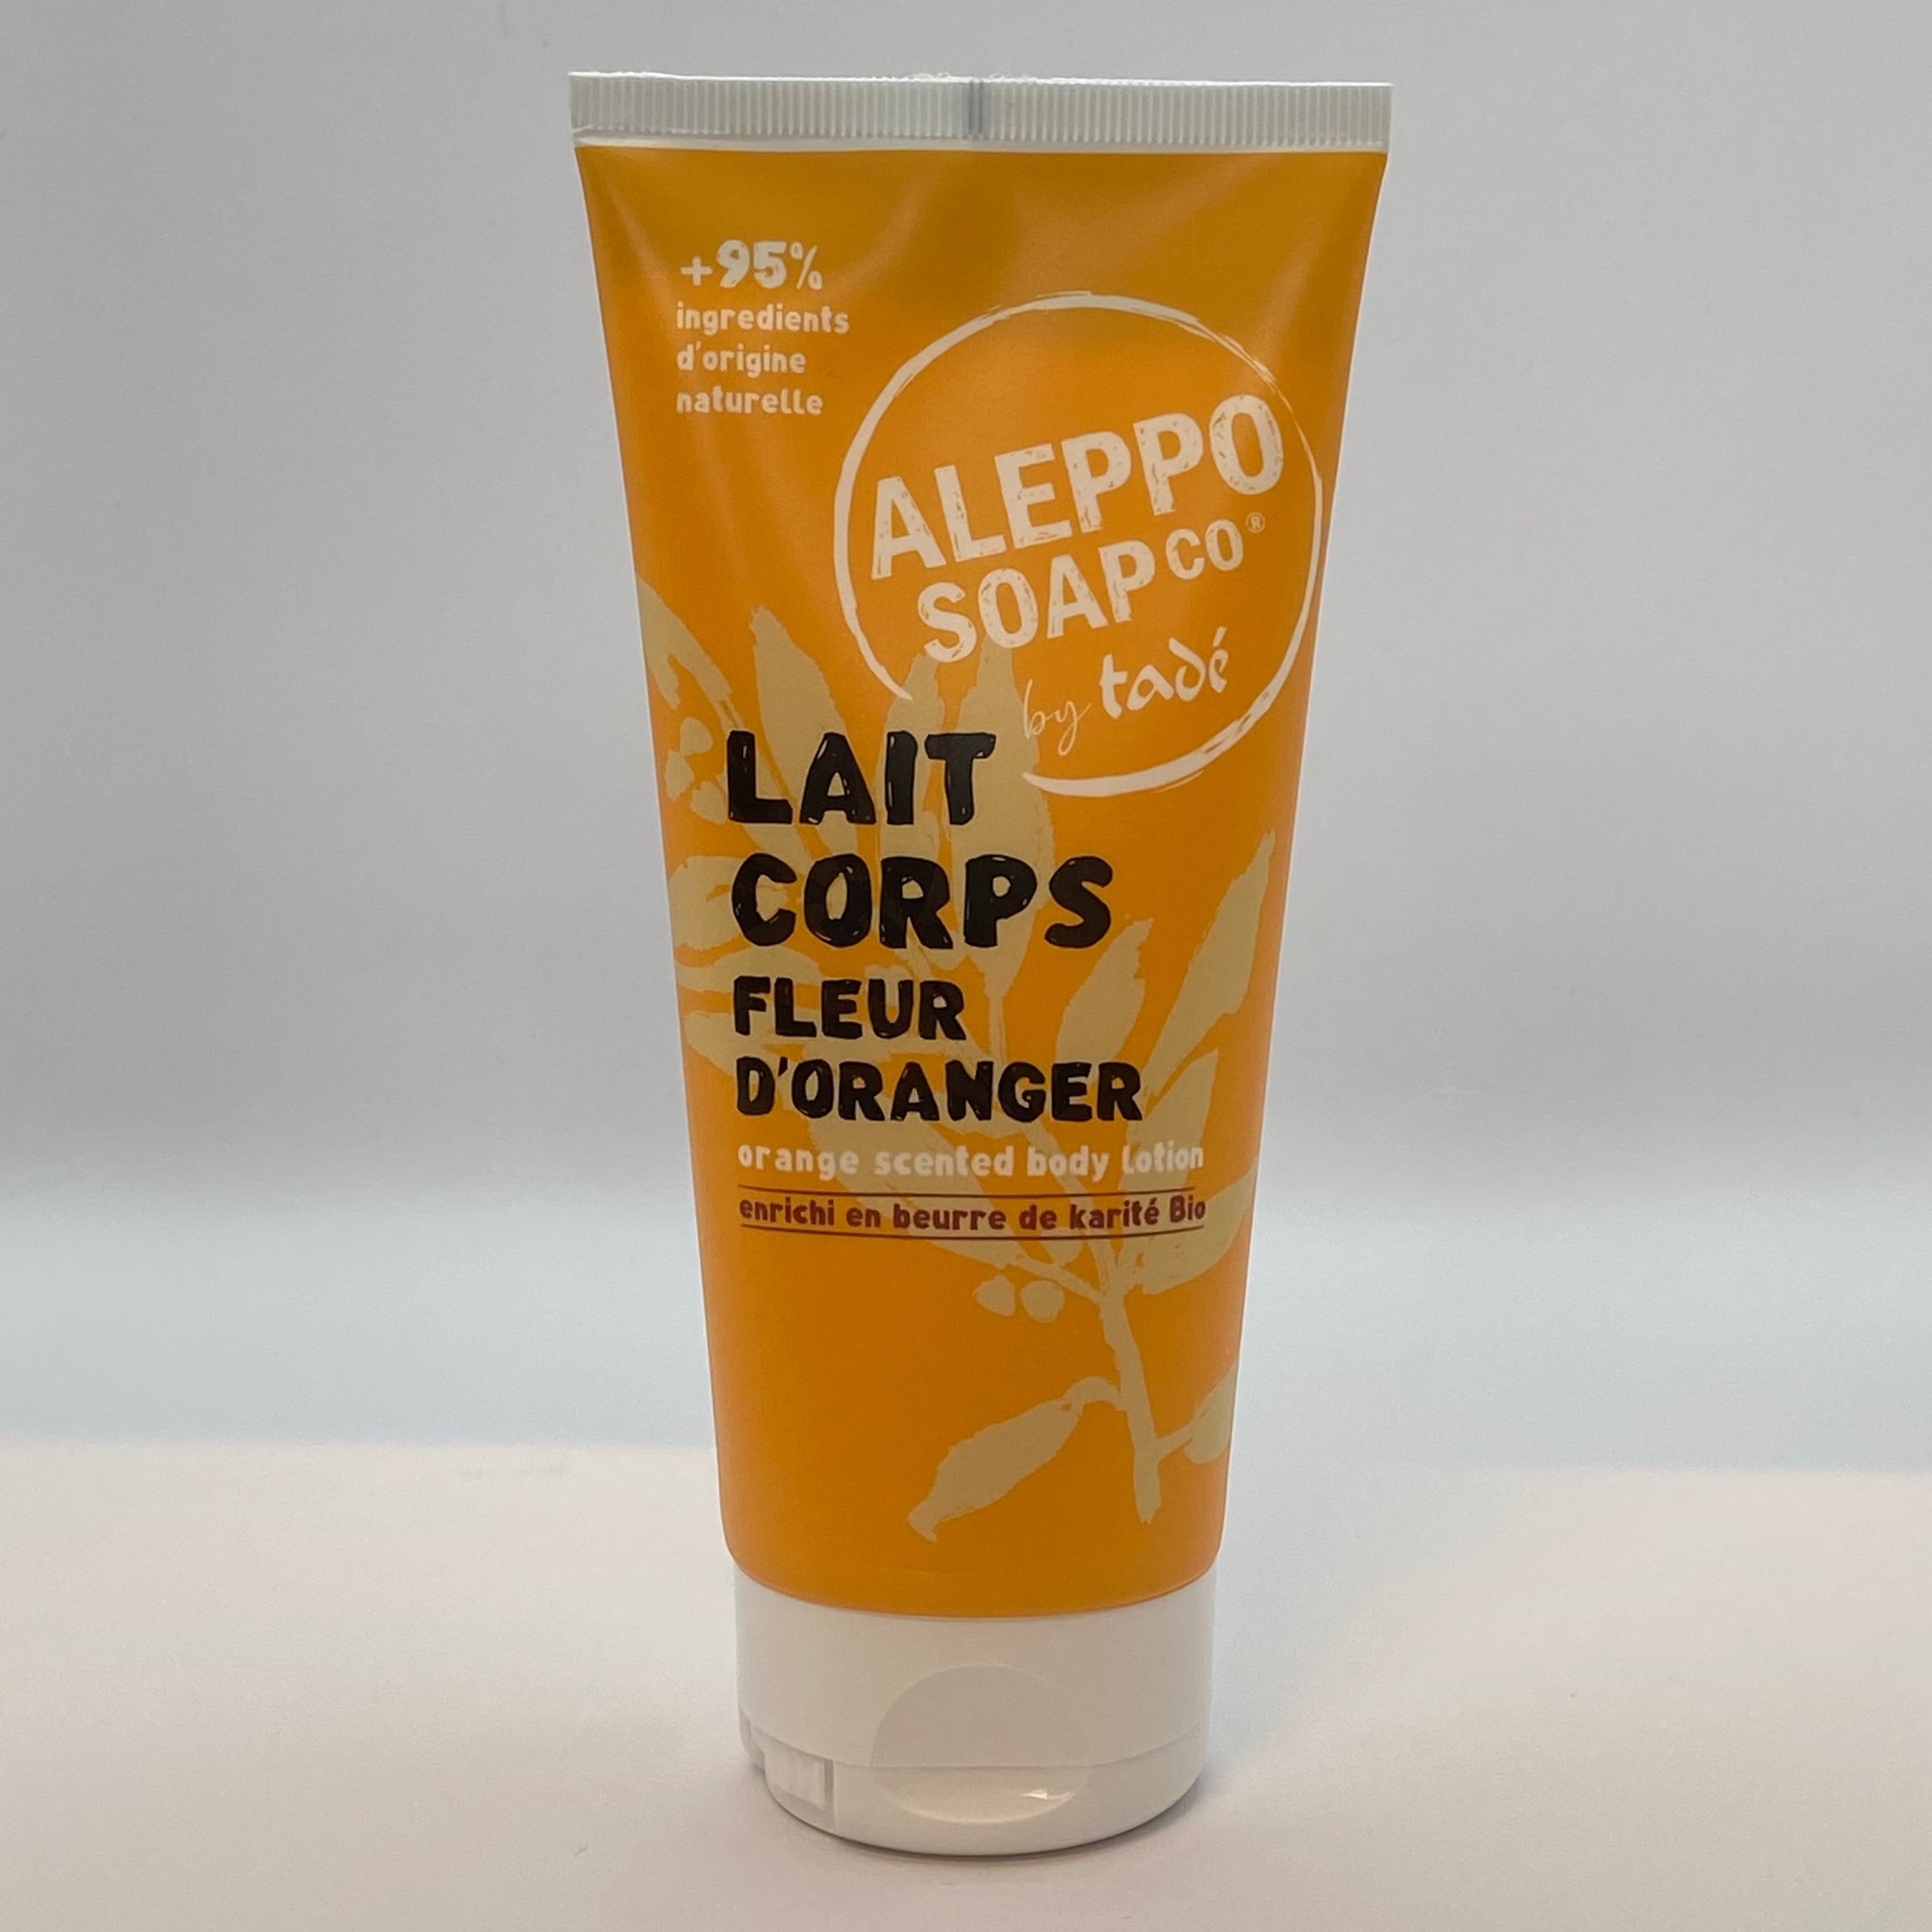 +95%
ingredients
d'origine
naturelle
ALEPPO
SOAP CO®
by tadé
LAIT
CORPS
FLEUR
D'ORANGER
orange scented body lotion
enrichi en beurre de karité Bio